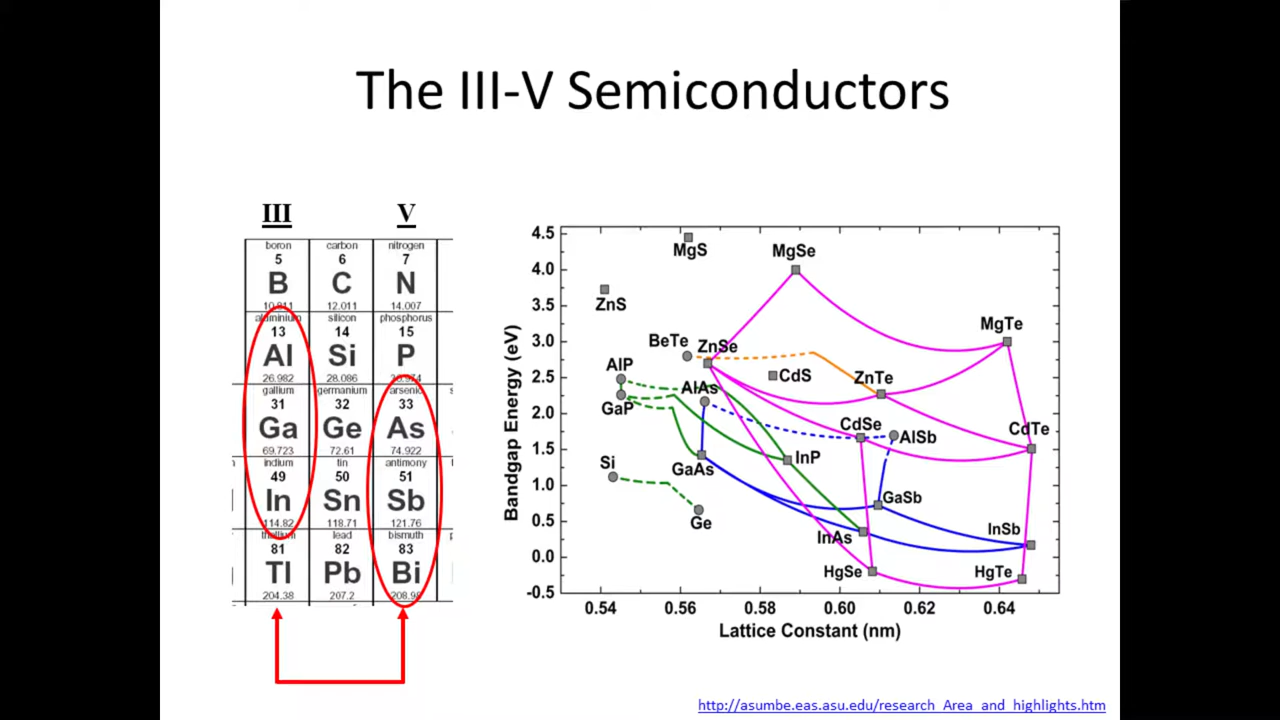 The III-V Semiconductors
III V
boron carbon nitrogen
5 6 7
B C N
10.811 12.011 14.007
aluminium silicon phosphorus
13 14 15
Al Si P
26.982 28.086 30.974
gallium germanium arsenic
31 32 33
Ga Ge As
69.723 72.61 74.922
indium tin antimony
49 50 51
In Sn Sb
114.82 118.71 121.76
thallium lead bismuth
81 82 83
Tl Pb Bi
204.38 207.2 208.98
Bandgap Energy (eV)
4.5
4.0
3.5
3.0
2.5
2.0
1.5
1.0
0.5
0.0
-0.5
MgS
MgSe
ZnS
MgTe
BeTe
ZnSe
AlP
CdS
ZnTe
AlAs
GaP
CdSe
AlSb
CdTe
InP
Si
GaAs
GaSb
Ge
InAs
InSb
HgSe
HgTe
0.54 0.56 0.58 0.60 0.62 0.64
Lattice Constant (nm)
http://asumbe.eas.asu.edu/research_Area_and_highlights.htm